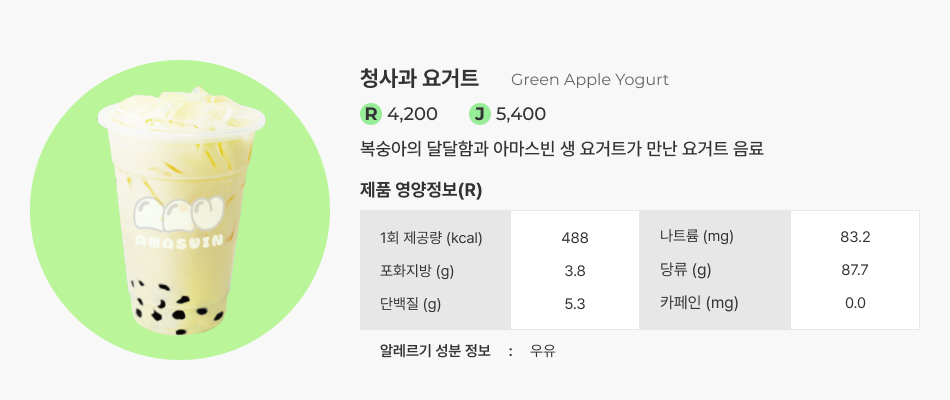 청사과 요거트 Green Apple Yogurt
R 4,200 J 5,400
복숭아의 달달함과 아마스빈 생 요거트가 만난 요거트 음료
제품 영양정보(R)
1회 제공량 (kcal) 488 나트륨 (mg) 83.2
포화지방 (g) 3.8 당류 (g) 87.7
단백질 (g) 5.3 카페인 (mg) 0.0
알레르기 성분 정보 : 우유
AMASVIN